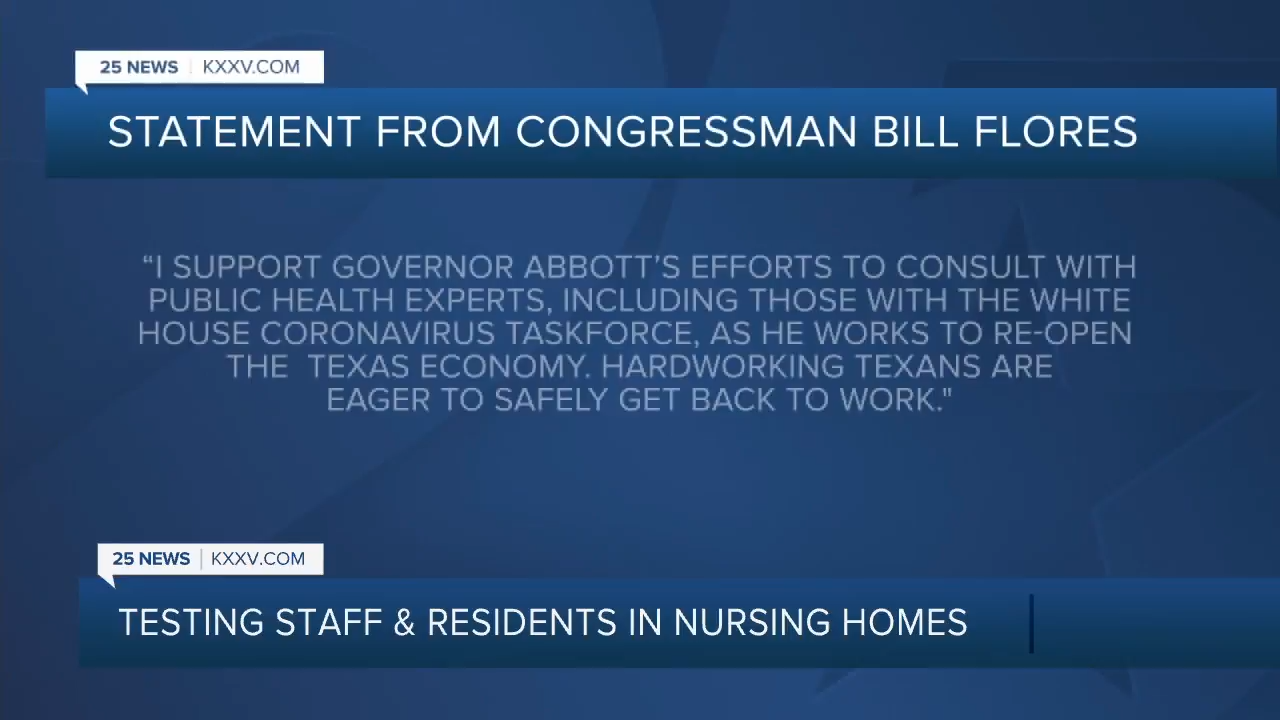 25 NEWS | KXXV.COM
STATEMENT FROM CONGRESSMAN BILL FLORES
“I SUPPORT GOVERNOR ABBOTT’S EFFORTS TO CONSULT WITH
PUBLIC HEALTH EXPERTS, INCLUDING THOSE WITH THE WHITE
HOUSE CORONAVIRUS TASKFORCE, AS HE WORKS TO RE-OPEN
THE  TEXAS ECONOMY. HARDWORKING TEXANS ARE
EAGER TO SAFELY GET BACK TO WORK."
25 NEWS | KXXV.COM
TESTING STAFF & RESIDENTS IN NURSING HOMES